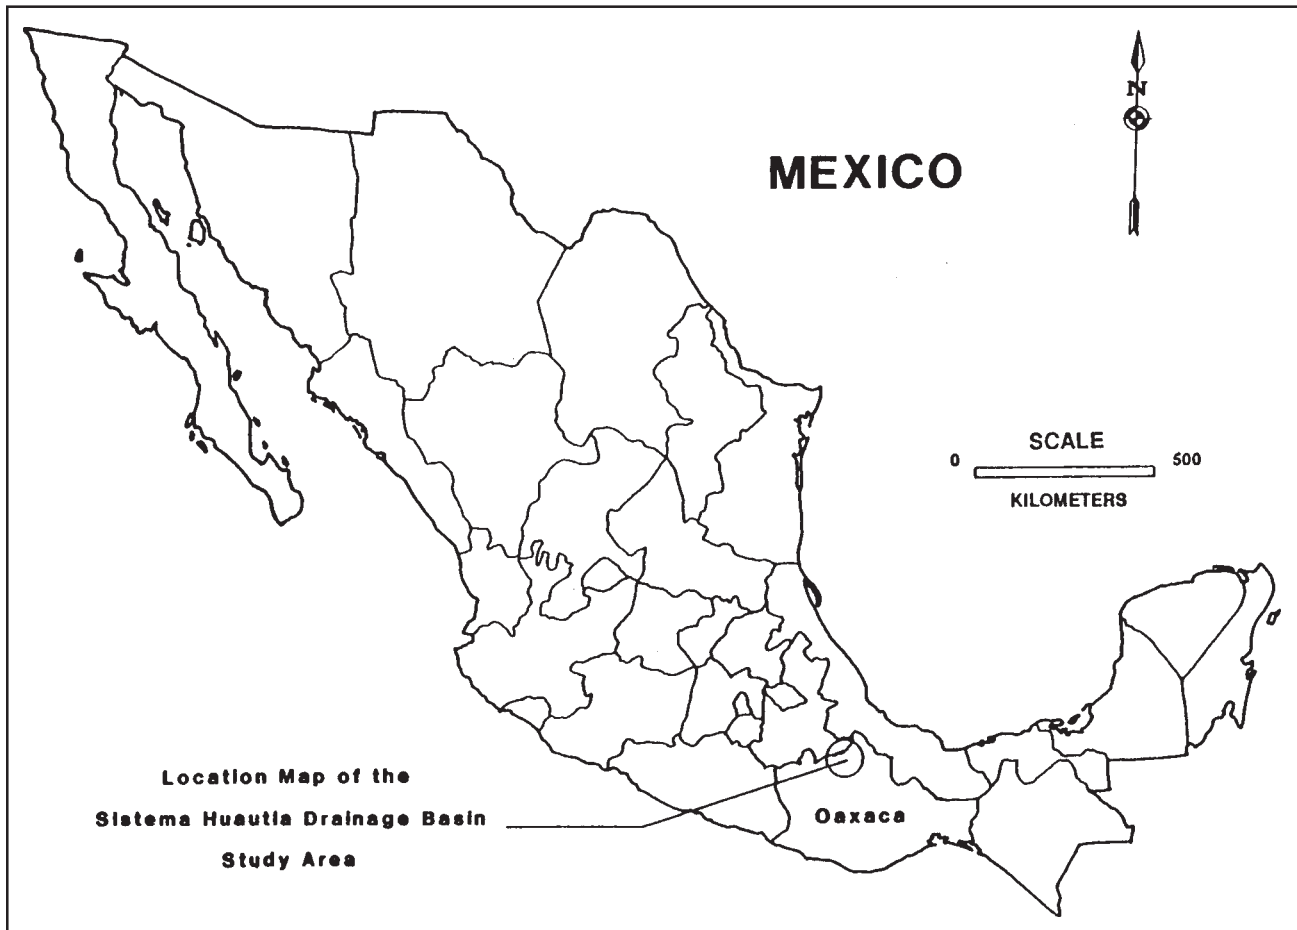 N
MEXICO
SCALE
0 500
KILOMETERS
Location Map of the
Sistema Huautla Drainage Basin
Study Area
Oaxaca